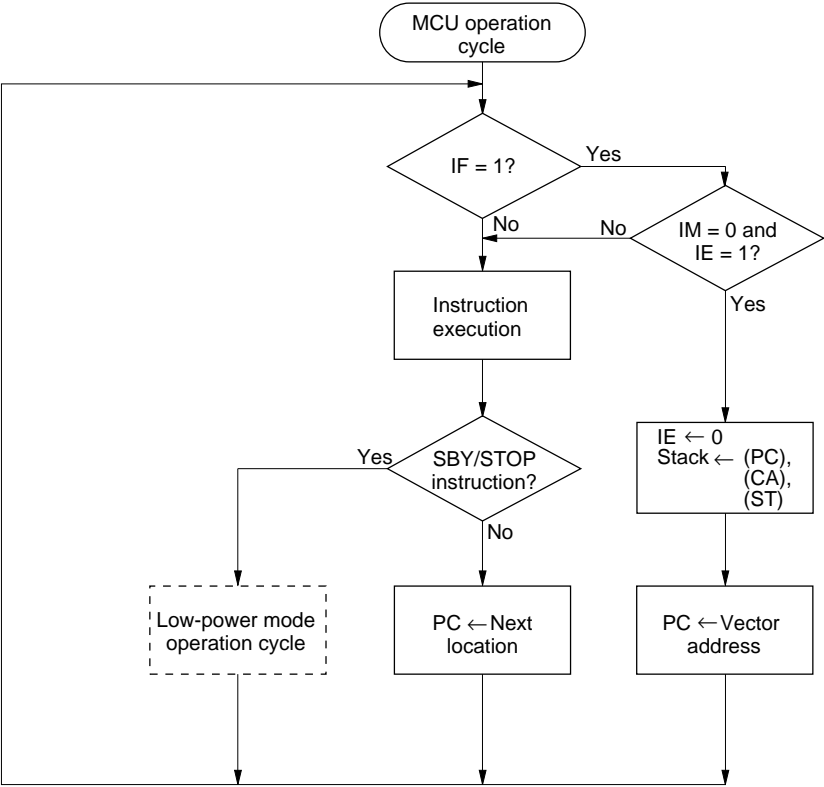 MCU operation
cycle
IF = 1?
Yes
No
No
IM = 0 and
IE = 1?
Yes
Instruction
execution
IE ← 0
Stack ← (PC),
(CA),
(ST)
Yes
SBY/STOP
instruction?
No
Low-power mode
operation cycle
PC ←Next
location
PC ←Vector
address